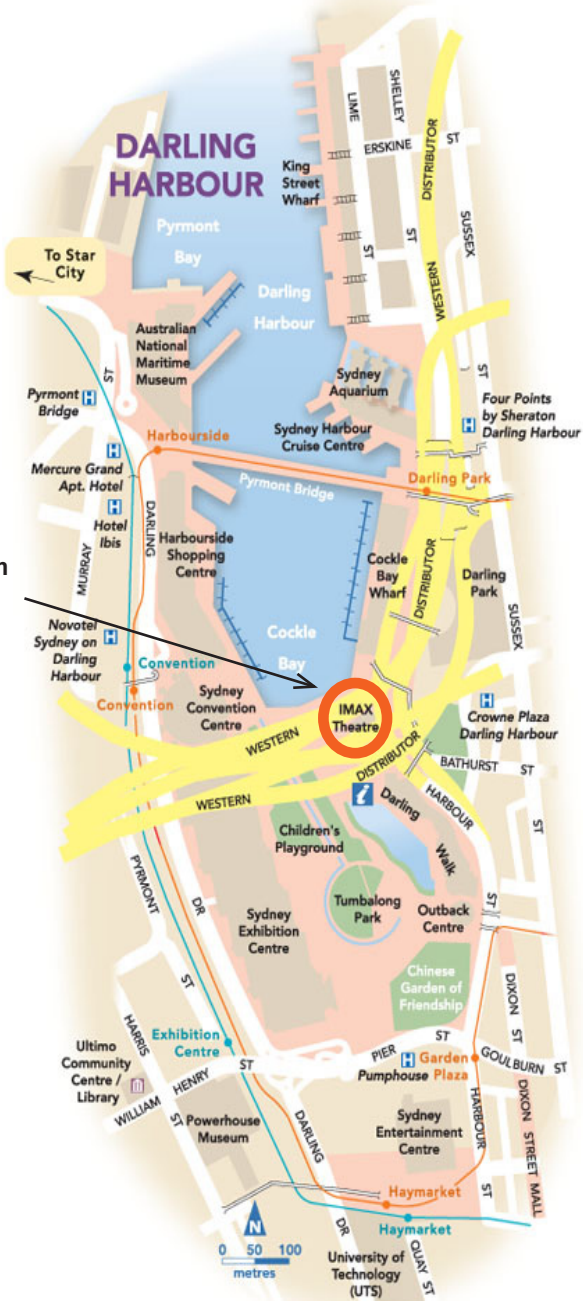 DARLING
HARBOUR
Pyrmont
Bay
To Star
City
King
Street
Wharf
LIME
ST
SHELLEY
ST
ERSKINE ST
WESTERN DISTRIBUTOR
SUSSEX
ST
Darling
Harbour
Australian
National
Maritime
Museum
ST
Pyrmont
Bridge
H
Sydney
Aquarium
Sydney Harbour
Cruise Centre
H
Four Points
by Sheraton
Darling Harbour
Harbourside
H
Mercure Grand
Apt. Hotel
Pyrmont Bridge
Darling Park
H
Hotel
Ibis
DARLING
MURRAY
Harbourside
Shopping
Centre
Cockle
Bay
Wharf
DISTRIBUTOR
Darling
Park
SUSSEX
m
Novotel
Sydney on
Darling
Harbour
H
Cockle
Bay
Convention
Convention
Sydney
Convention
Centre
IMAX
Theatre
H
Crowne Plaza
Darling Harbour
WESTERN
DISTRIBUTOR
BATHURST ST
WESTERN
i
Darling
Walk
HARBOUR
ST
ST
Children's
Playground
PYRMONT
ST
DR
Sydney
Exhibition
Centre
Tumbalong
Park
Outback
Centre
Chinese
Garden of
Friendship
DIXON
ST
HARRIS
ST
Exhibition
Centre
Ultimo
Community
Centre /
Library
WILLIAM HENRY ST
PIER ST
H
Pumphouse
Garden
Plaza
GOULBURN ST
Powerhouse
Museum
DARLING
DR
Sydney
Entertainment
Centre
HARBOUR
ST
DIXON STREET MALL
Haymarket
Haymarket
N
0 50 100
metres
University of
Technology
(UTS)
QUAY ST